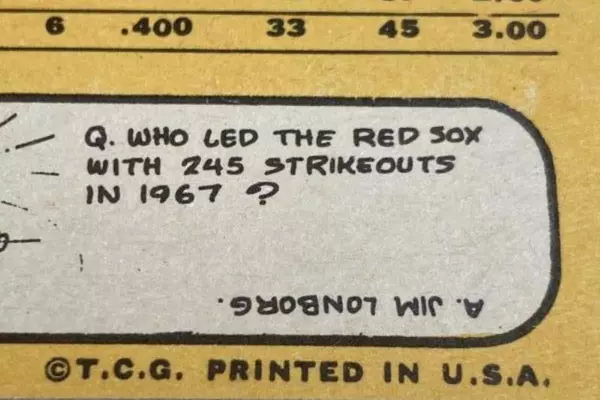 6 .400 33 45 3.00
Q. WHO LED THE RED SOX
WITH 245 STRIKEOUTS
IN 1967 ?
A. JIM LONBORG.
©T.C.G. PRINTED IN U.S.A.